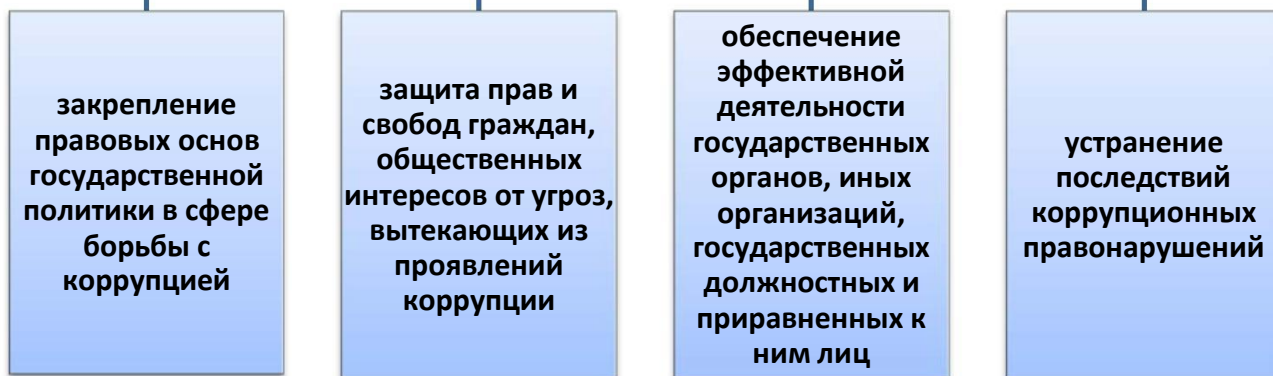 закрепление
правовых основ
государственной
политики в сфере
борьбы с
коррупцией
защита прав и
свобод граждан,
общественных
интересов от угроз,
вытекающих из
проявлений
коррупции
обеспечение
эффективной
деятельности
государственных
органов, иных
организаций,
государственных
должностных и
приравненных к
ним лиц
устранение
последствий
коррупционных
правонарушений